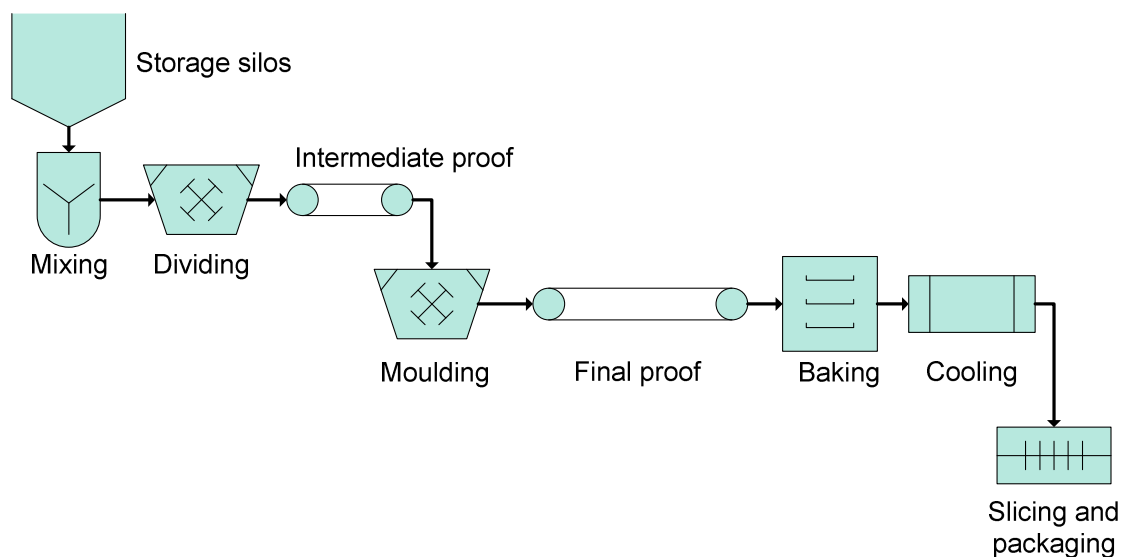 Storage silos
Intermediate proof
Mixing
Dividing
Moulding
Final proof
Baking
Cooling
Slicing and
packaging